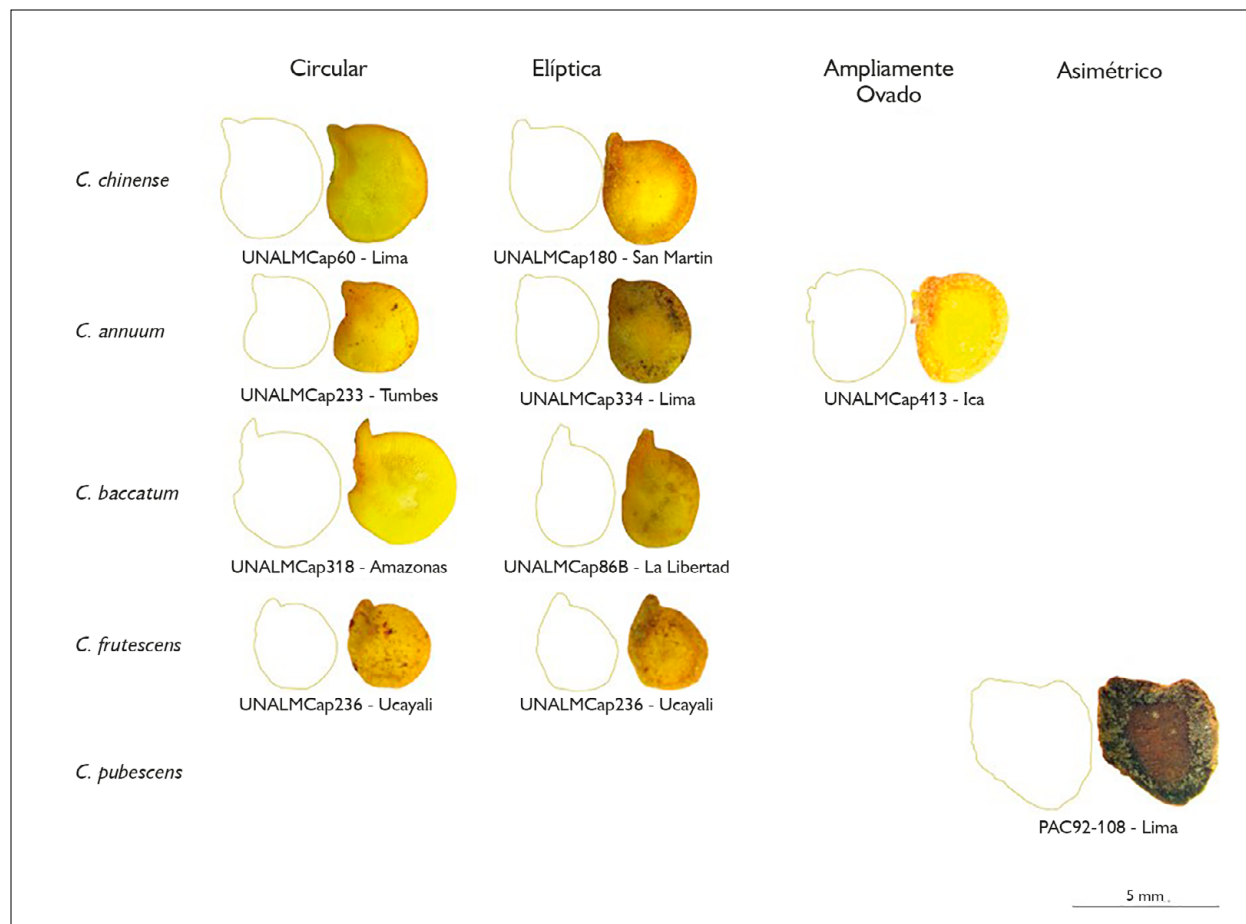 Circular
Elíptica
Ampliamente
Ovado
Asimétrico
C. chinense
UNALMCap60 - Lima
UNALMCap180 - San Martin
C. annuum
UNALMCap233 - Tumbes
UNALMCap334 - Lima
UNALMCap413 - Ica
C. baccatum
UNALMCap318 - Amazonas
UNALMCap86B - La Libertad
C. frutescens
UNALMCap236 - Ucayali
UNALMCap236 - Ucayali
C. pubescens
PAC92-108 - Lima
5 mm